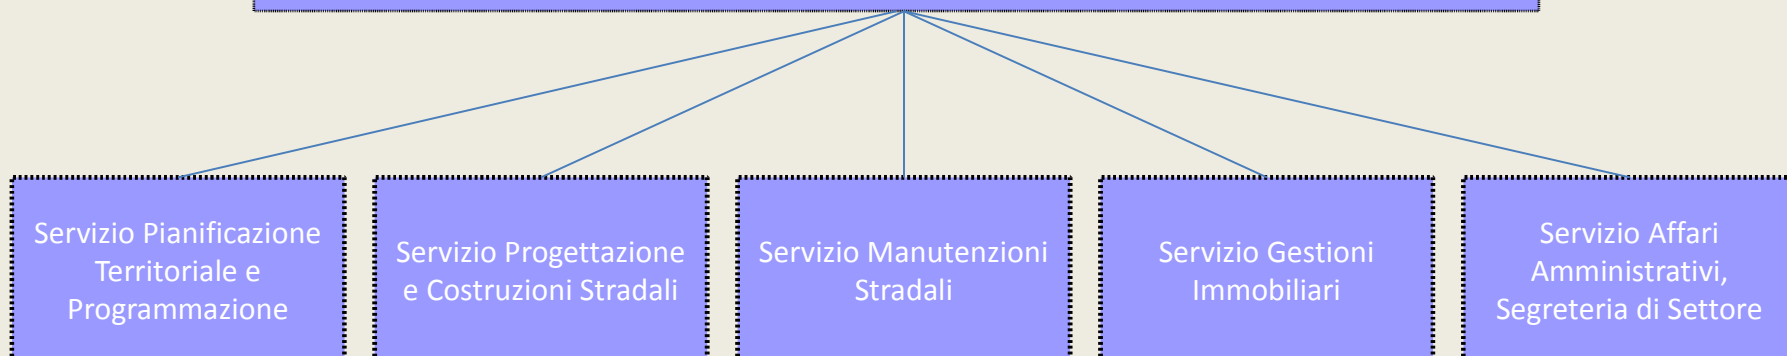 Servizio Pianificazione
Territoriale e
Programmazione
Servizio Progettazione
e Costruzioni Stradali
Servizio Manutenzioni
Stradali
Servizio Gestioni
Immobiliari
Servizio Affari
Amministrativi,
Segreteria di Settore